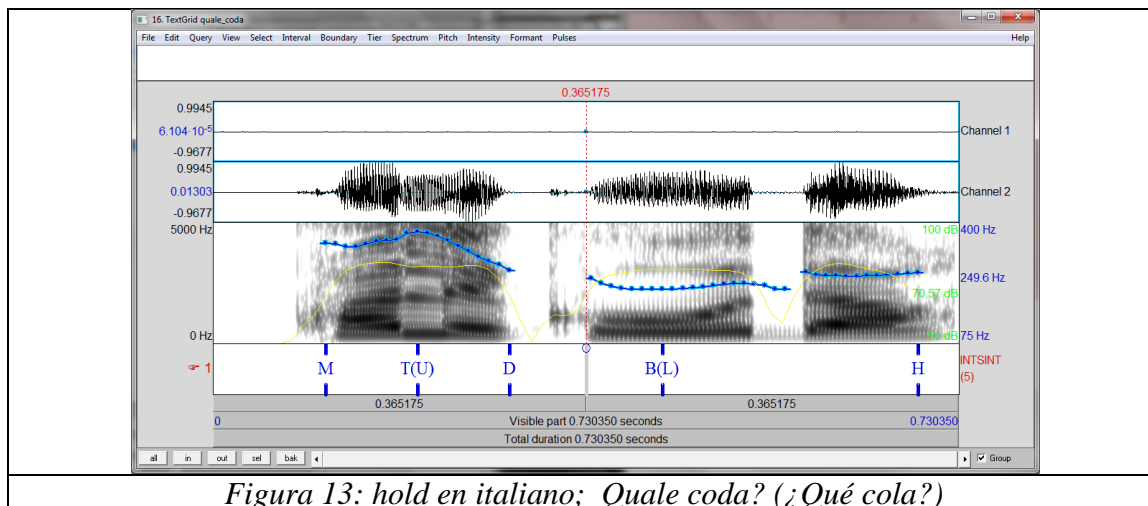 16. TextGrid quale_coda
File Edit Query View Select Interval Boundary Tier Spectrum Pitch Intensity Formant Pulses Help
0.365175
0.9945
6.104·10-5
-0.9677
Channel 1
0.9945
0.01303
-0.9677
Channel 2
5000 Hz
100 dB 400 Hz
249.6 Hz
70.57 dB
0 Hz
75 Hz
1 M T(U) D B(L) H INTSINT
(5)
0.365175 0.365175
0 Visible part 0.730350 seconds 0.730350
Total duration 0.730350 seconds
all in out sel bak Group
Figura 13: hold en italiano; Quale coda? (¿Qué cola?)